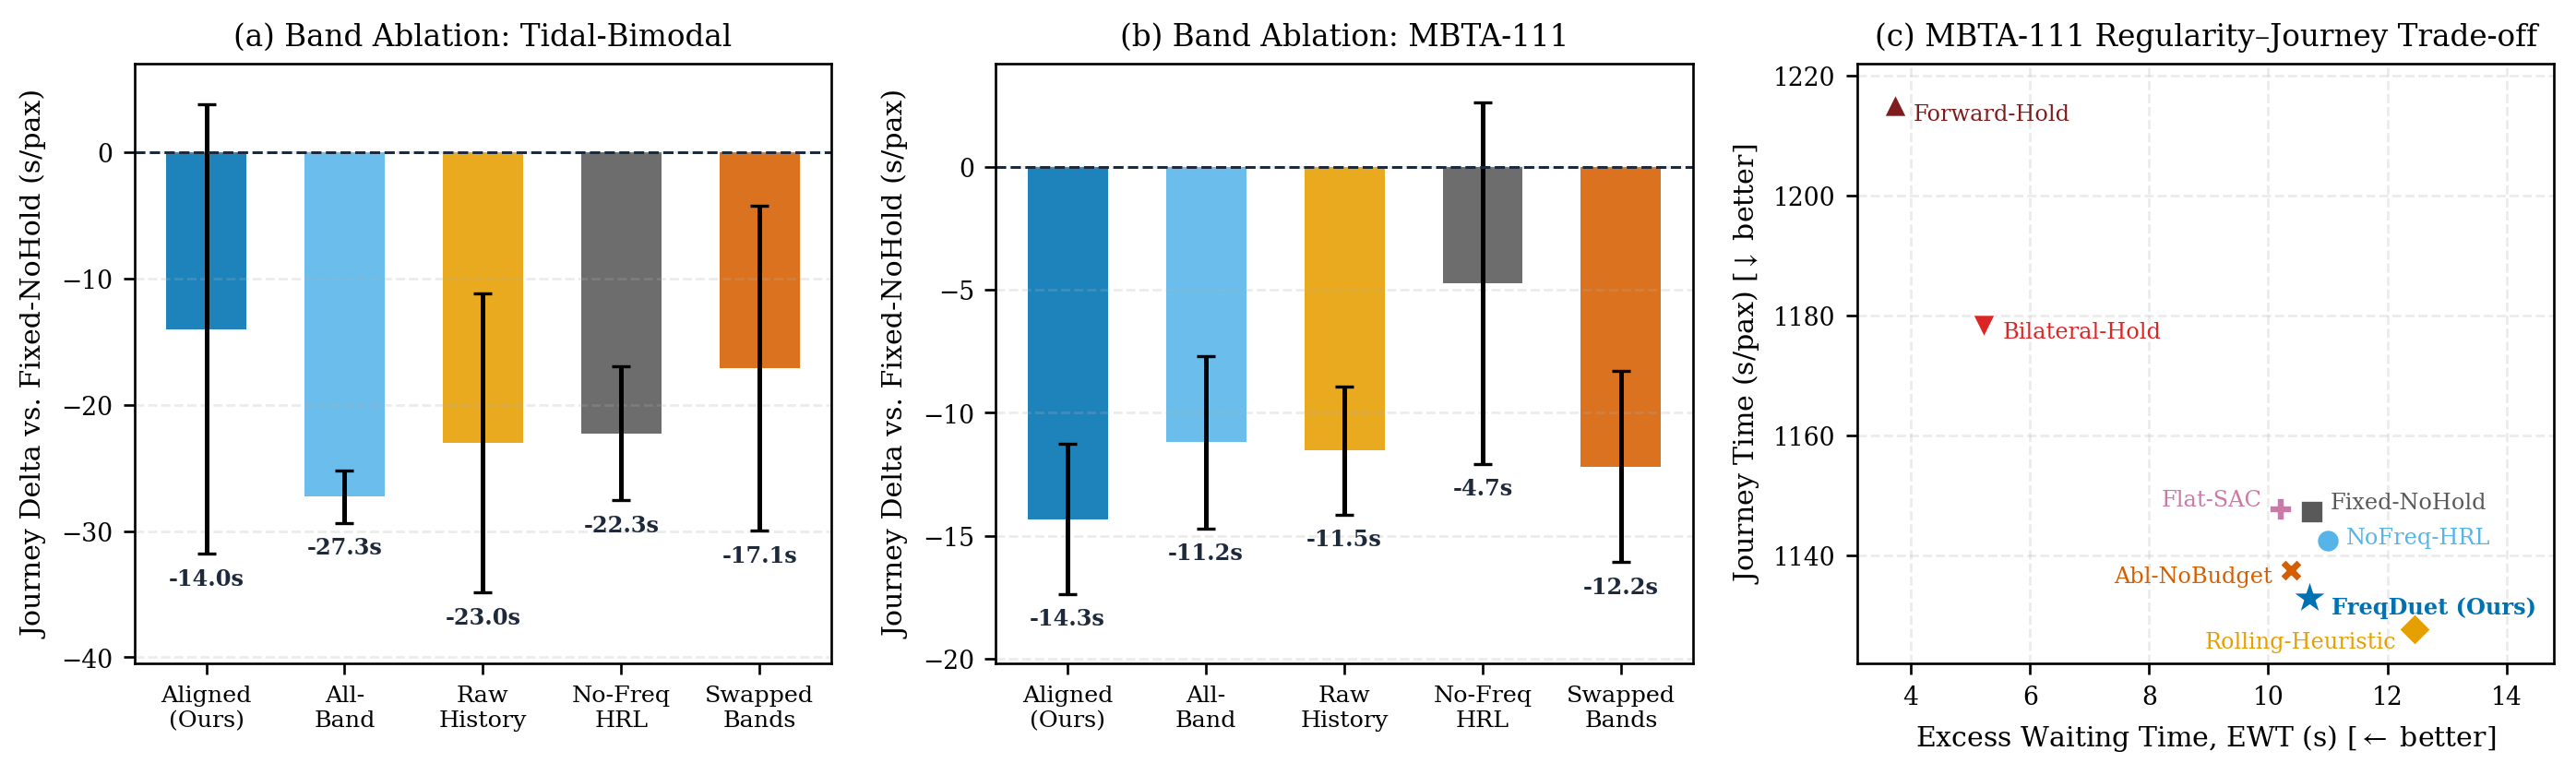 (a) Band Ablation: Tidal-Bimodal
Journey Delta vs. Fixed-NoHold (s/pax)
0
−10
−20
−30
−40
-14.0s
-27.3s
-23.0s
-22.3s
-17.1s
Aligned
(Ours)
All-
Band
Raw
History
No-Freq
HRL
Swapped
Bands
(b) Band Ablation: MBTA-111
Journey Delta vs. Fixed-NoHold (s/pax)
0
−5
−10
−15
−20
-14.3s
-11.2s
-11.5s
-4.7s
-12.2s
Aligned
(Ours)
All-
Band
Raw
History
No-Freq
HRL
Swapped
Bands
(c) MBTA-111 Regularity–Journey Trade-off
Journey Time (s/pax) [↓ better]
1220
1200
1180
1160
1140
Forward-Hold
Bilateral-Hold
Flat-SAC
Fixed-NoHold
NoFreq-HRL
Abl-NoBudget
FreqDuet (Ours)
Rolling-Heuristic
4
6
8
10
12
14
Excess Waiting Time, EWT (s) [← better]